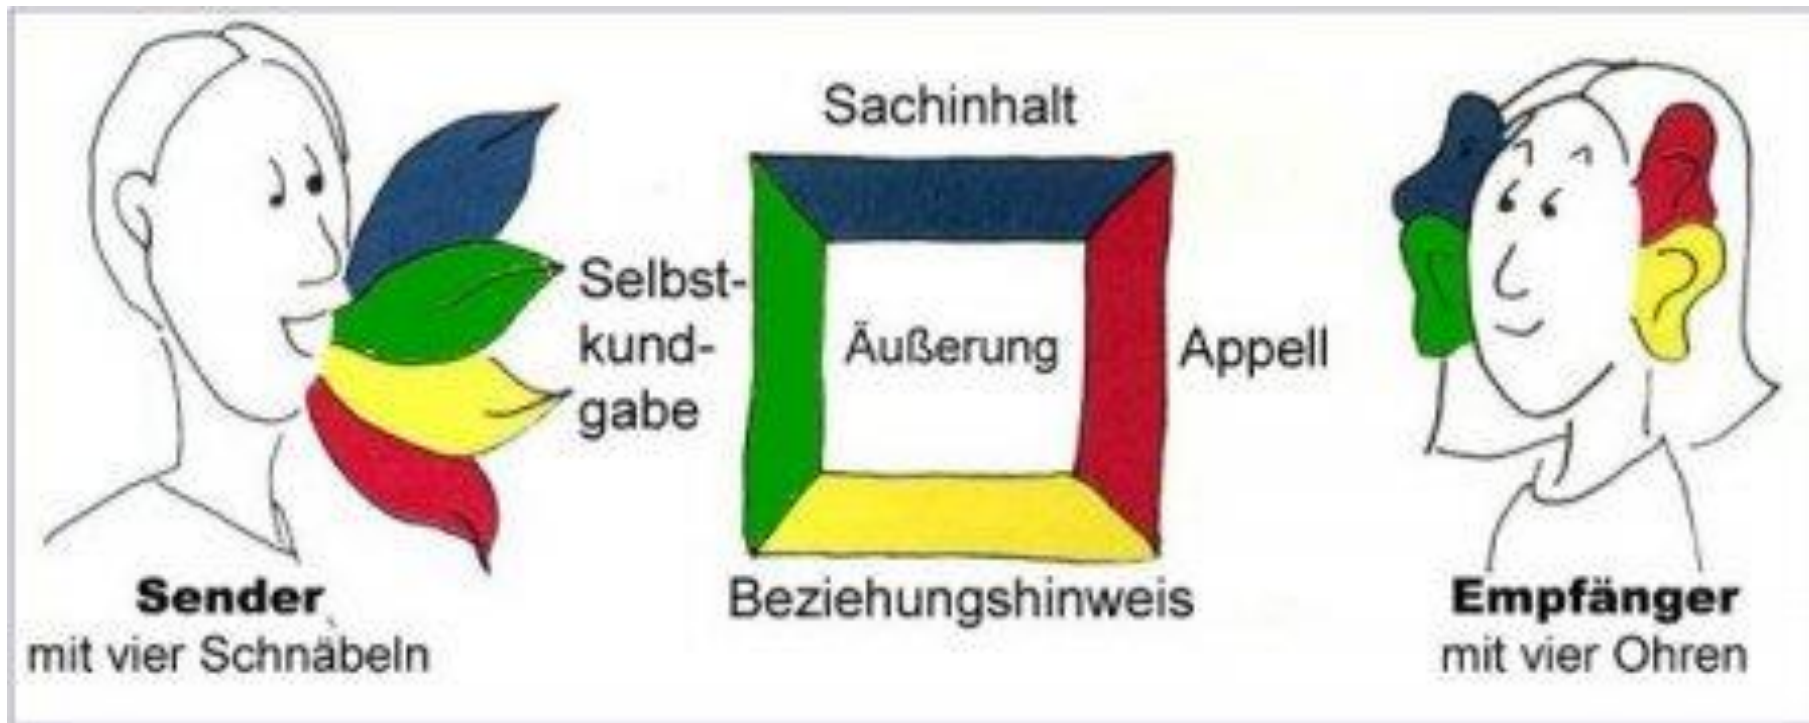 Sachinhalt
Selbst-
kund-
gabe
Äußerung
Appell
Beziehungshinweis
Sender
mit vier Schnäbeln
Empfänger
mit vier Ohren